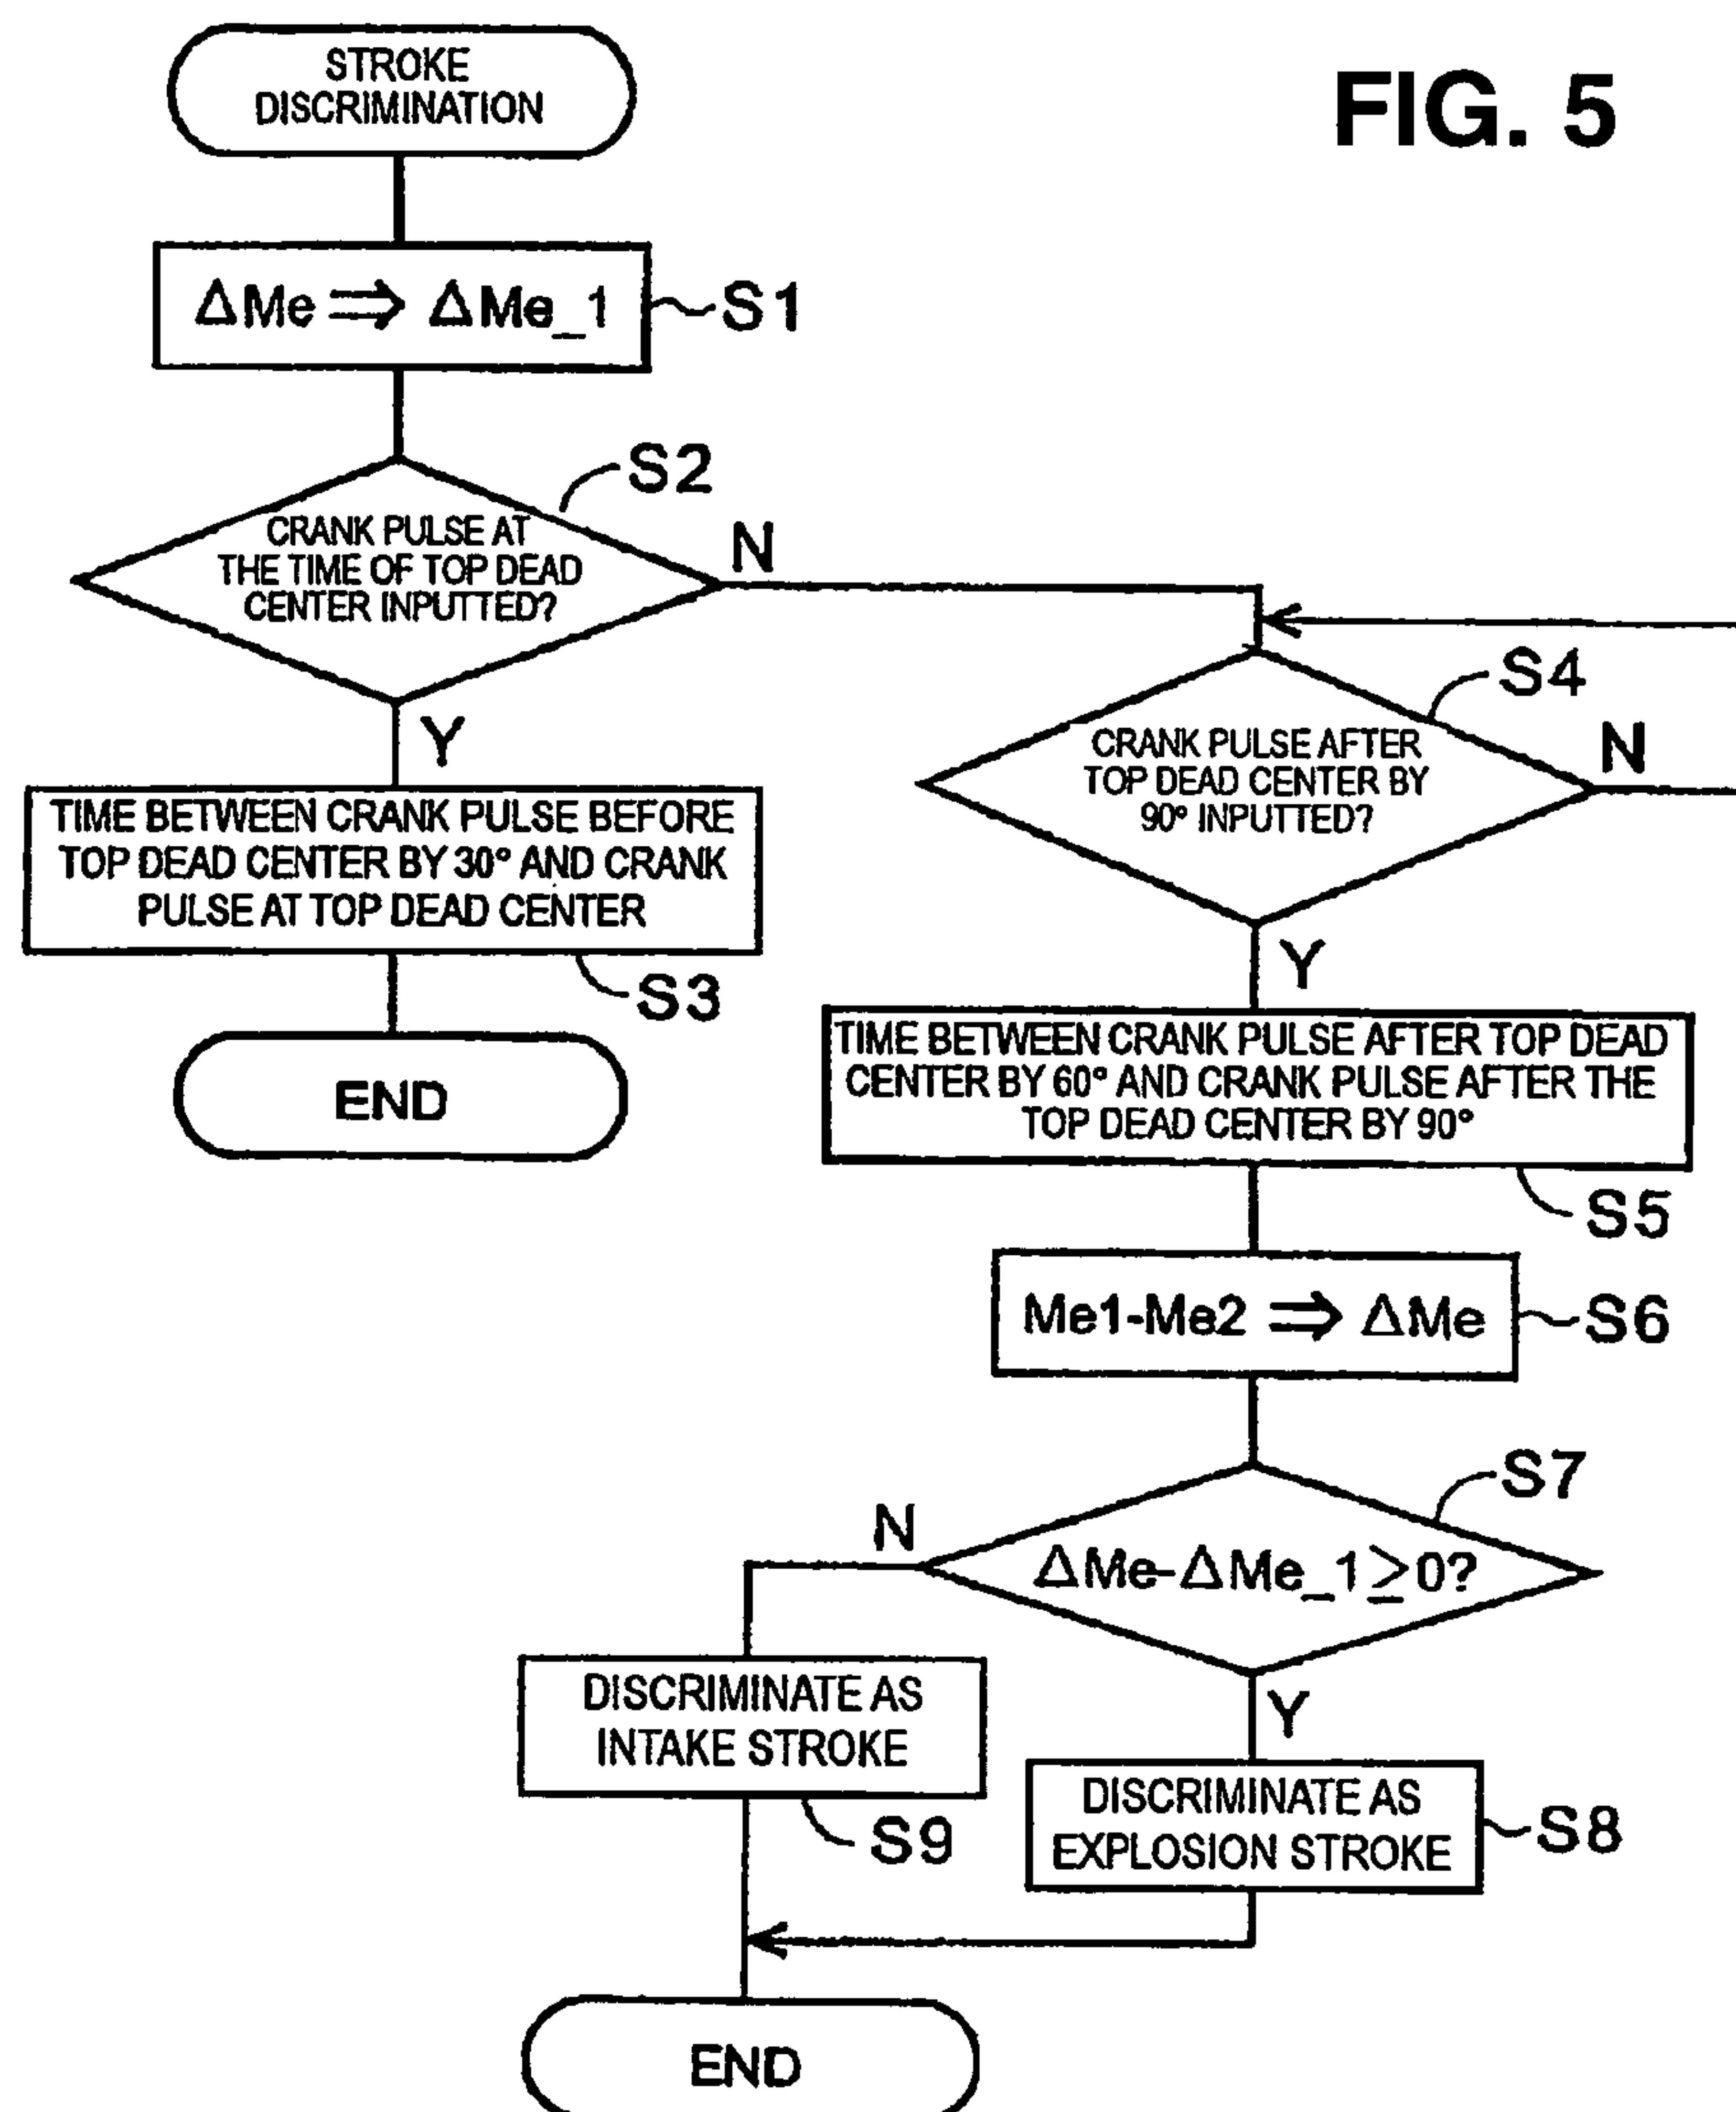 FIG. 5
STROKE
DISCRIMINATION
ΔMe ⇒ ΔMe_1
S1
S2
CRANK PULSE AT
THE TIME OF TOP DEAD
CENTER INPUTTED?
N
Y
TIME BETWEEN CRANK PULSE BEFORE
TOP DEAD CENTER BY 30° AND CRANK
PULSE AT TOP DEAD CENTER
S3
END
S4
CRANK PULSE AFTER
TOP DEAD CENTER BY
90° INPUTTED?
N
Y
TIME BETWEEN CRANK PULSE AFTER TOP DEAD
CENTER BY 60° AND CRANK PULSE AFTER THE
TOP DEAD CENTER BY 90°
S5
Me1-Me2 ⇒ ΔMe
S6
S7
ΔMe-ΔMe_1≥0?
N
Y
DISCRIMINATE AS
INTAKE STROKE
S9
DISCRIMINATE AS
EXPLOSION STROKE
S8
END